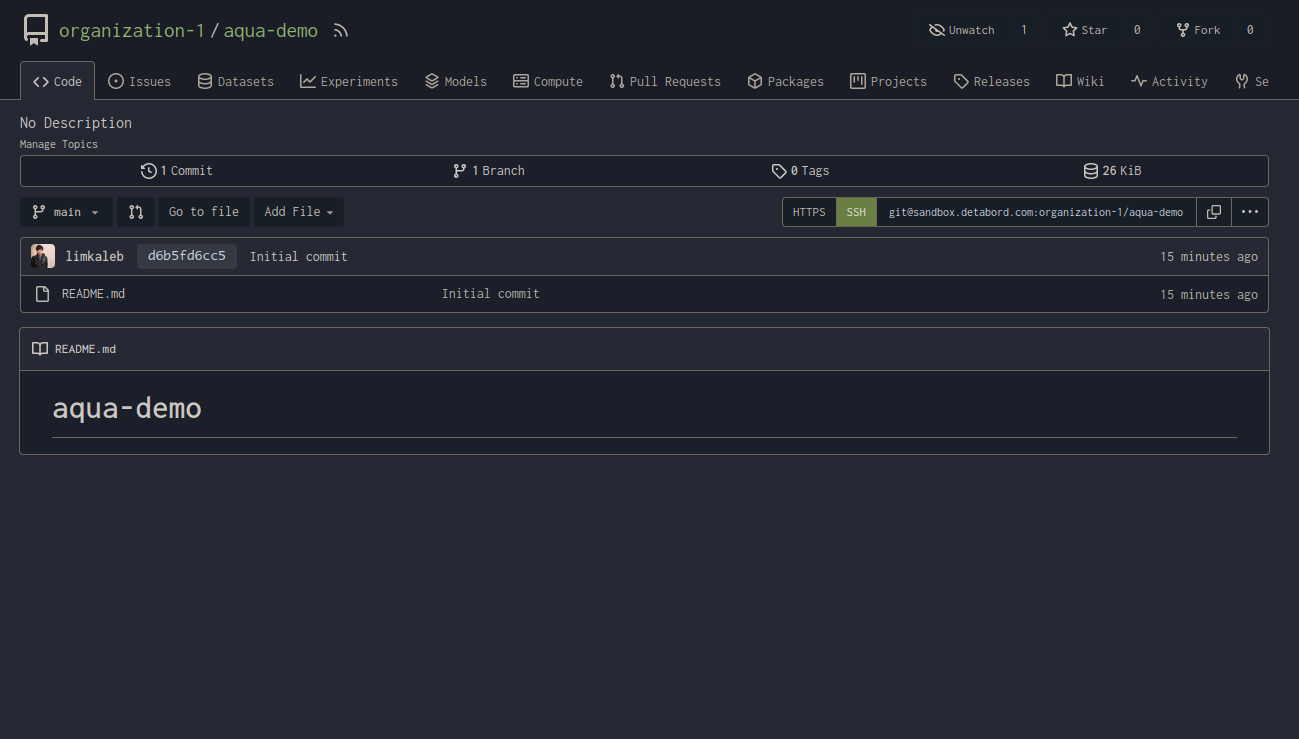 organization-1 / aqua-demo Unwatch 1 Star 0 Fork 0
Code Issues Datasets Experiments Models Compute Pull Requests Packages Projects Releases Wiki Activity Se
No Description
Manage Topics
1 Commit 1 Branch 0 Tags 26 KiB
main Go to file Add File HTTPS SSH git@sandbox.detabord.com:organization-1/aqua-demo
limkaleb d6b5fd6cc5 Initial commit 15 minutes ago
README.md Initial commit 15 minutes ago
README.md
aqua-demo